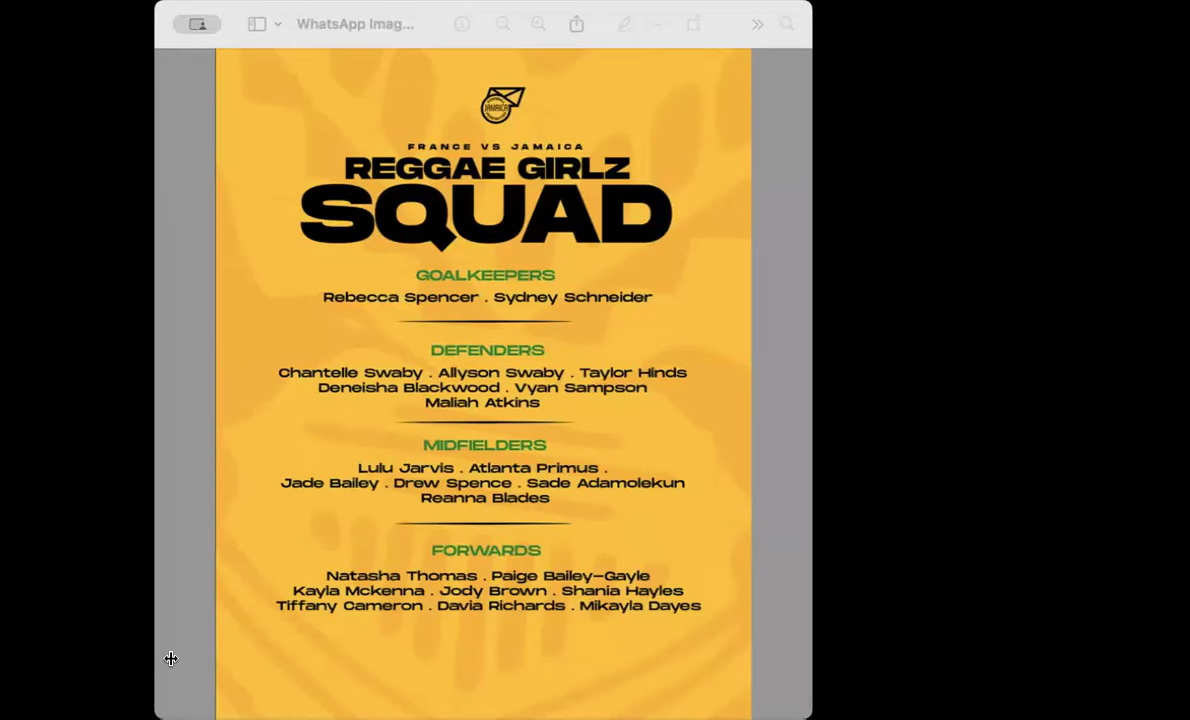 WhatsApp Imag...
JAMAICA
FRANCE VS JAMAICA
REGGAE GIRLZ
SQUAD
GOALKEEPERS
Rebecca Spencer . Sydney Schneider
DEFENDERS
Chantelle Swaby . Allyson Swaby . Taylor Hinds
Deneisha Blackwood . Vyan Sampson
Maliah Atkins
MIDFIELDERS
Lulu Jarvis . Atlanta Primus .
Jade Bailey . Drew Spence . Sade Adamolekun
Reanna Blades
FORWARDS
Natasha Thomas . Paige Bailey-Gayle
Kayla Mckenna . Jody Brown . Shania Hayles
Tiffany Cameron . Davia Richards . Mikayla Dayes